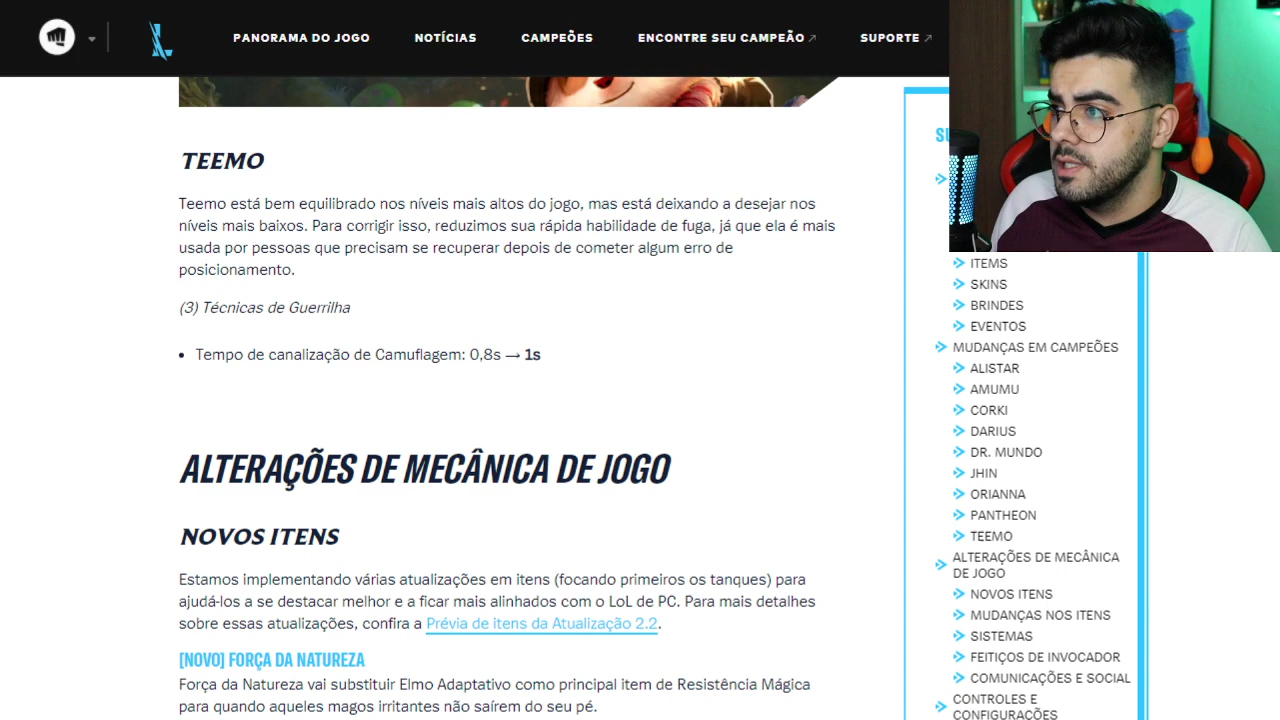 PANORAMA DO JOGO
NOTÍCIAS
CAMPEÕES
ENCONTRE SEU CAMPEÃO
SUPORTE
TEEMO
Teemo está bem equilibrado nos níveis mais altos do jogo, mas está deixando a desejar nos
níveis mais baixos. Para corrigir isso, reduzimos sua rápida habilidade de fuga, já que ela é mais
usada por pessoas que precisam se recuperar depois de cometer algum erro de
posicionamento.
(3) Técnicas de Guerrilha
• Tempo de canalização de Camuflagem: 0,8s → 1s
ALTERAÇÕES DE MECÂNICA DE JOGO
NOVOS ITENS
Estamos implementando várias atualizações em itens (focando primeiros os tanques) para
ajudá-los a se destacar melhor e a ficar mais alinhados com o LoL de PC. Para mais detalhes
sobre essas atualizações, confira a Prévia de itens da Atualização 2.2.
[NOVO] FORÇA DA NATUREZA
Força da Natureza vai substituir Elmo Adaptativo como principal item de Resistência Mágica
para quando aqueles magos irritantes não saírem do seu pé.
ITEMS
SKINS
BRINDES
EVENTOS
MUDANÇAS EM CAMPEÕES
ALISTAR
AMUMU
CORKI
DARIUS
DR. MUNDO
JHIN
ORIANNA
PANTHEON
TEEMO
ALTERAÇÕES DE MECÂNICA
DE JOGO
NOVOS ITENS
MUDANÇAS NOS ITENS
SISTEMAS
FEITIÇOS DE INVOCADOR
COMUNICAÇÕES E SOCIAL
CONTROLES E
CONFIGURAÇÕES